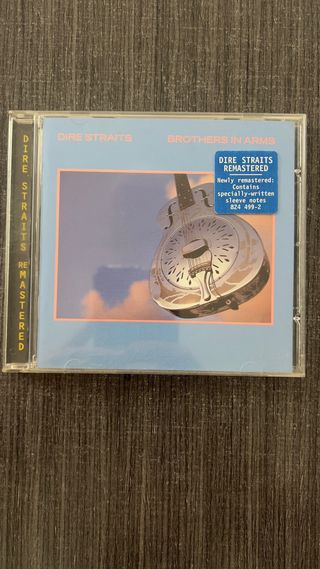 DIRE STRAITS
BROTHERS IN ARMS
DIRE STRAITS
REMASTERED
Newly remastered:
Contains
specially-written
sleeve notes
824 499-2
DIRE STRAITS REMASTERED